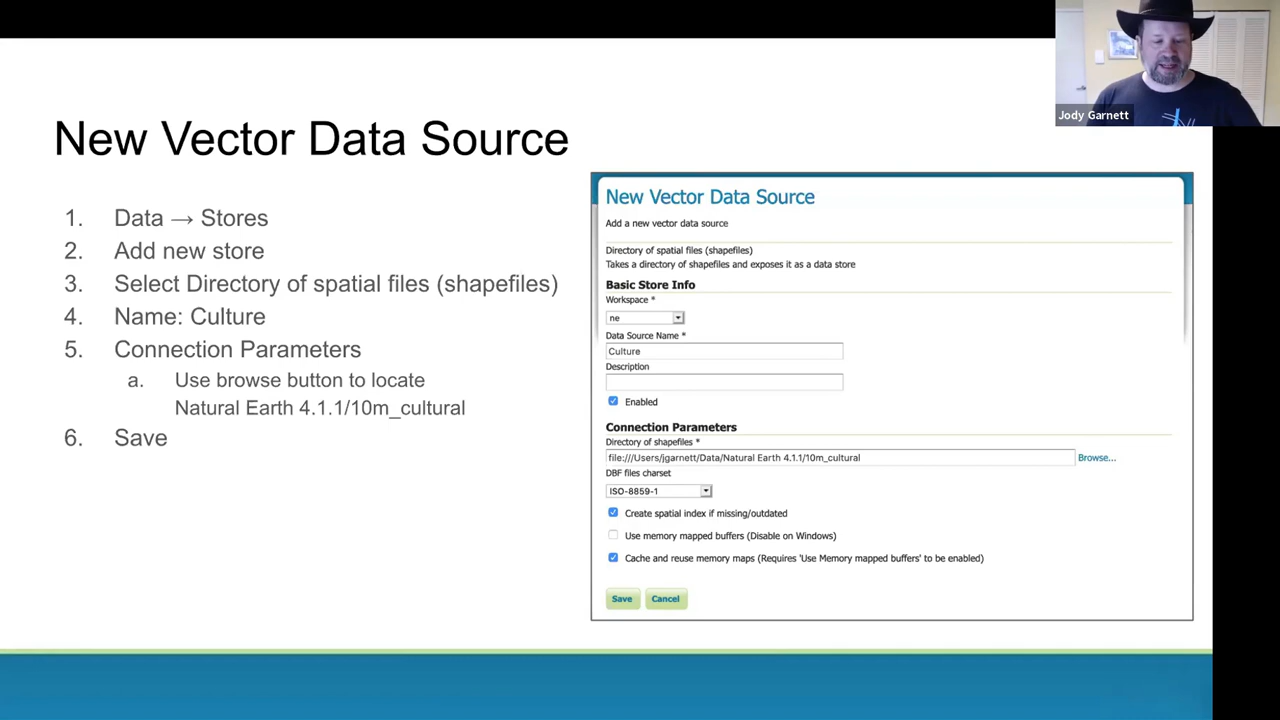 Jody Garnett
New Vector Data Source
1. Data → Stores
2. Add new store
3. Select Directory of spatial files (shapefiles)
4. Name: Culture
5. Connection Parameters
a. Use browse button to locate
Natural Earth 4.1.1/10m_cultural
6. Save
New Vector Data Source
Add a new vector data source
Directory of spatial files (shapefiles)
Takes a directory of shapefiles and exposes it as a data store
Basic Store Info
Workspace *
ne
Data Source Name *
Culture
Description
Enabled
Connection Parameters
Directory of shapefiles *
file:///Users/jgarnett/Data/Natural Earth 4.1.1/10m_cultural Browse...
DBF files charset
ISO-8859-1
Create spatial index if missing/outdated
Use memory mapped buffers (Disable on Windows)
Cache and reuse memory maps (Requires 'Use Memory mapped buffers' to be enabled)
Save Cancel